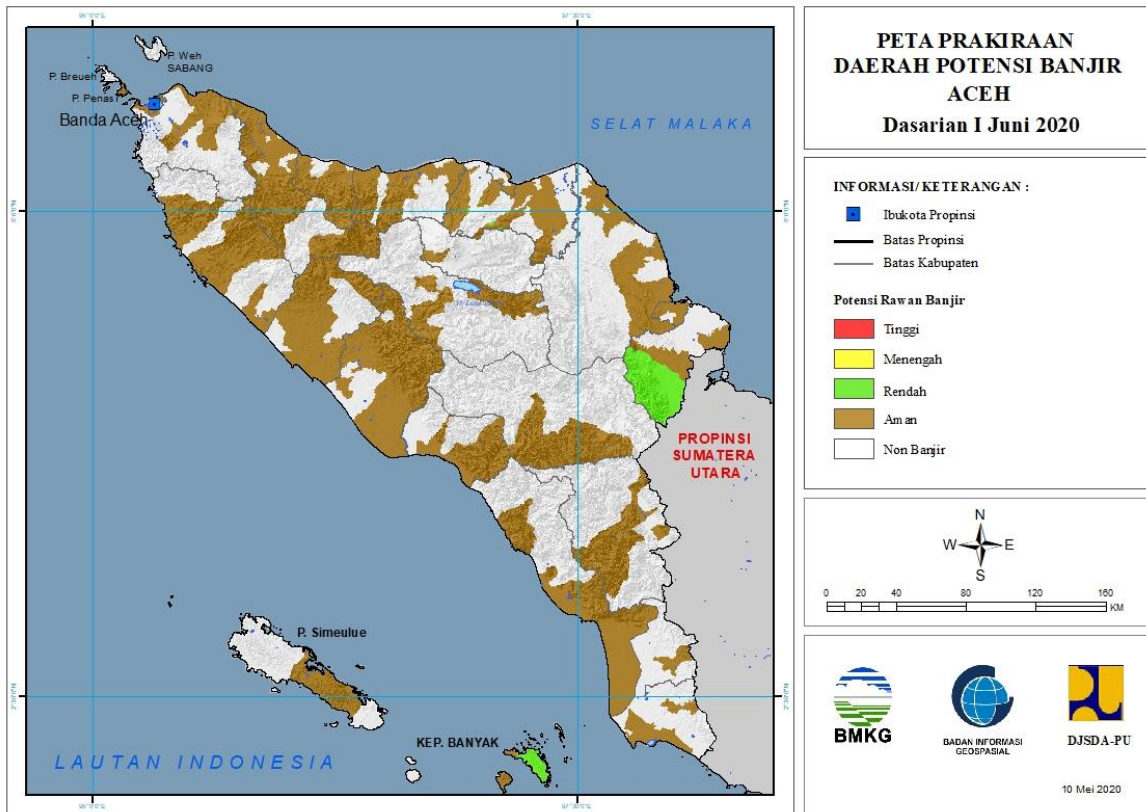 PETA PRAKIRAAN
DAERAH POTENSI BANJIR
ACEH
Dasarian I Juni 2020
INFORMASI/ KETERANGAN :
Ibukota Propinsi
Batas Propinsi
Batas Kabupaten
Potensi Rawan Banjir
Tinggi
Menengah
Rendah
Aman
Non Banjir
N
W E
S
0 20 40 80 120 160
KM
BMKG
BADAN INFORMASI
GEOSPASIAL
DJSDA-PU
10 Mei 2020
P. Weh
SABANG
P. Breueh
P. Penasi
Banda Aceh
SELAT MALAKA
PROPINSI
SUMATERA
UTARA
P. Simeulue
KEP. BANYAK
LAUTAN INDONESIA